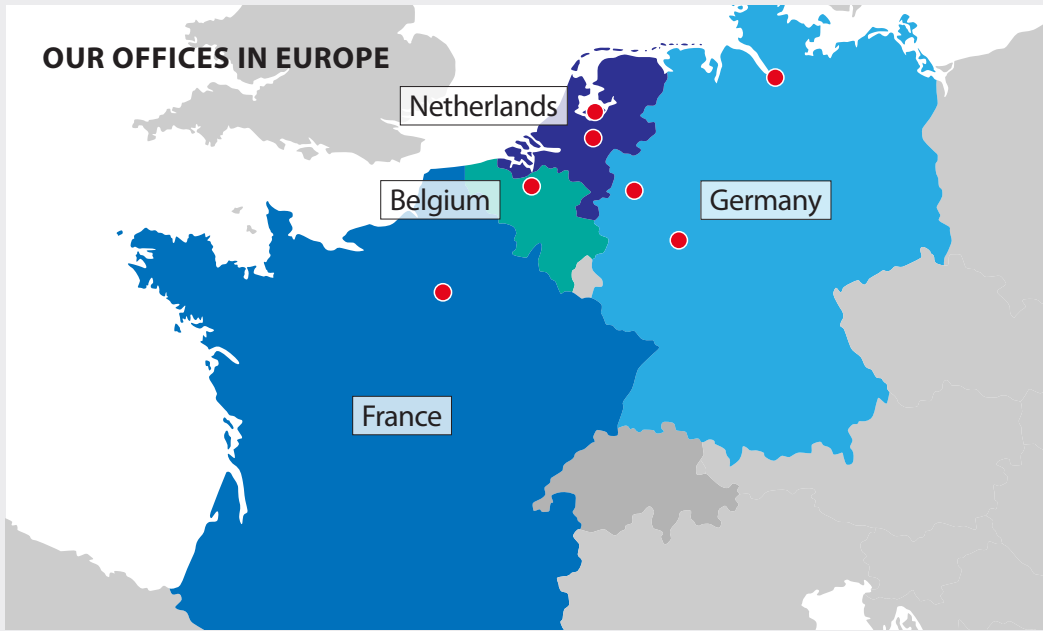 OUR OFFICES IN EUROPE
Netherlands
Belgium
Germany
France